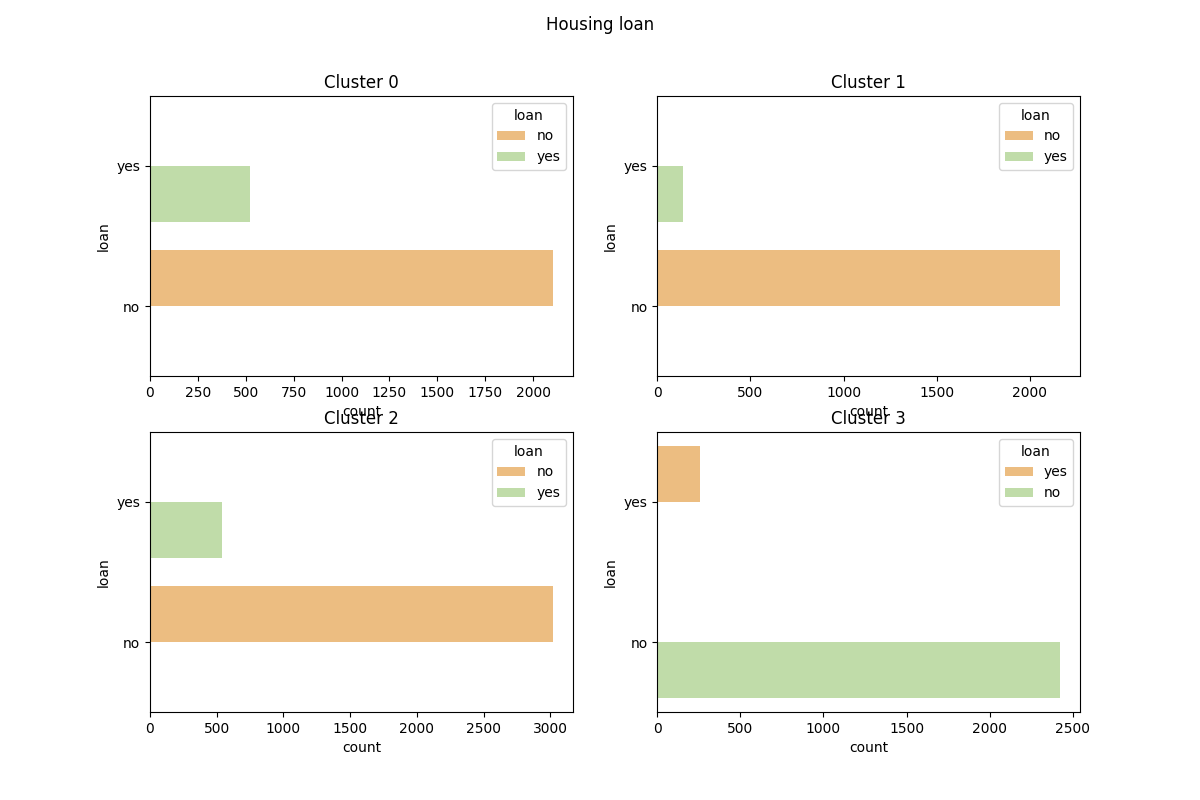 Housing loan
Cluster 0
loan
no
yes
yes
no
loan
0 250 500 750 1000 1250 1500 1750 2000
count
Cluster 1
loan
no
yes
yes
no
loan
0 500 1000 1500 2000
count
Cluster 2
loan
no
yes
yes
no
loan
0 500 1000 1500 2000 2500 3000
count
Cluster 3
loan
yes
no
yes
no
loan
0 500 1000 1500 2000 2500
count